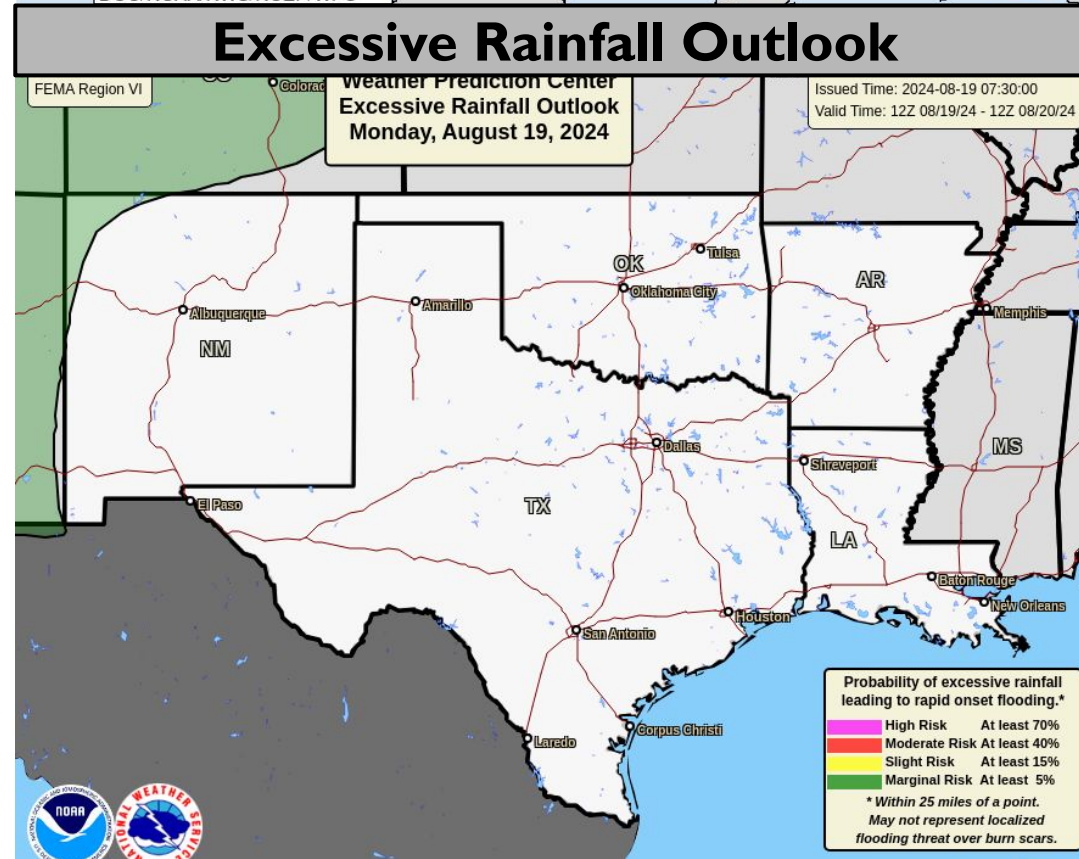 Excessive Rainfall Outlook
FEMA Region VI
Weather Prediction Center
Excessive Rainfall Outlook
Monday, August 19, 2024
Issued Time: 2024-08-19 07:30:00
Valid Time: 12Z 08/19/24 - 12Z 08/20/24
Colorad
OK
Tulsa
Oklahoma City
AR
Memphis
Albuquerque
Amarillo
NM
MS
Dallas
Shreveport
El Paso
TX
LA
Baton Rouge
New Orleans
Houston
San Antonio
Corpus Christi
Laredo
Probability of excessive rainfall
leading to rapid onset flooding.*
High Risk At least 70%
Moderate Risk At least 40%
Slight Risk At least 15%
Marginal Risk At least 5%
* Within 25 miles of a point.
May not represent localized
flooding threat over burn scars.
NOAA
NATIONAL WEATHER SERVICE